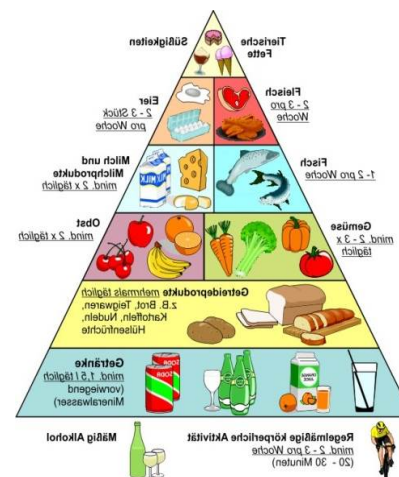 Süßigkeiten
Tierische
Fette
Eier
2 - 3 Stück
pro Woche
Fleisch
2 - 3 pro
Woche
Milch und
Milchprodukte
mind. 2 x täglich
Fisch
1- 2 pro Woche
Obst
mind. 2 x täglich
Gemüse
mind. 2 - 3 x
täglich
Getreideprodukte
mehrmals täglich
z.B. Brot, Teigwaren,
Kartoffeln, Nudeln,
Hülsenfrüchte
Getränke
mind. 1,5 l täglich
(vorwiegend
Mineralwasser)
ORANGE
JUICE
Mäßig Alkohol
Regelmäßige körperliche Aktivität
mind. 2 - 3 pro Woche
(20 - 30 Minuten)